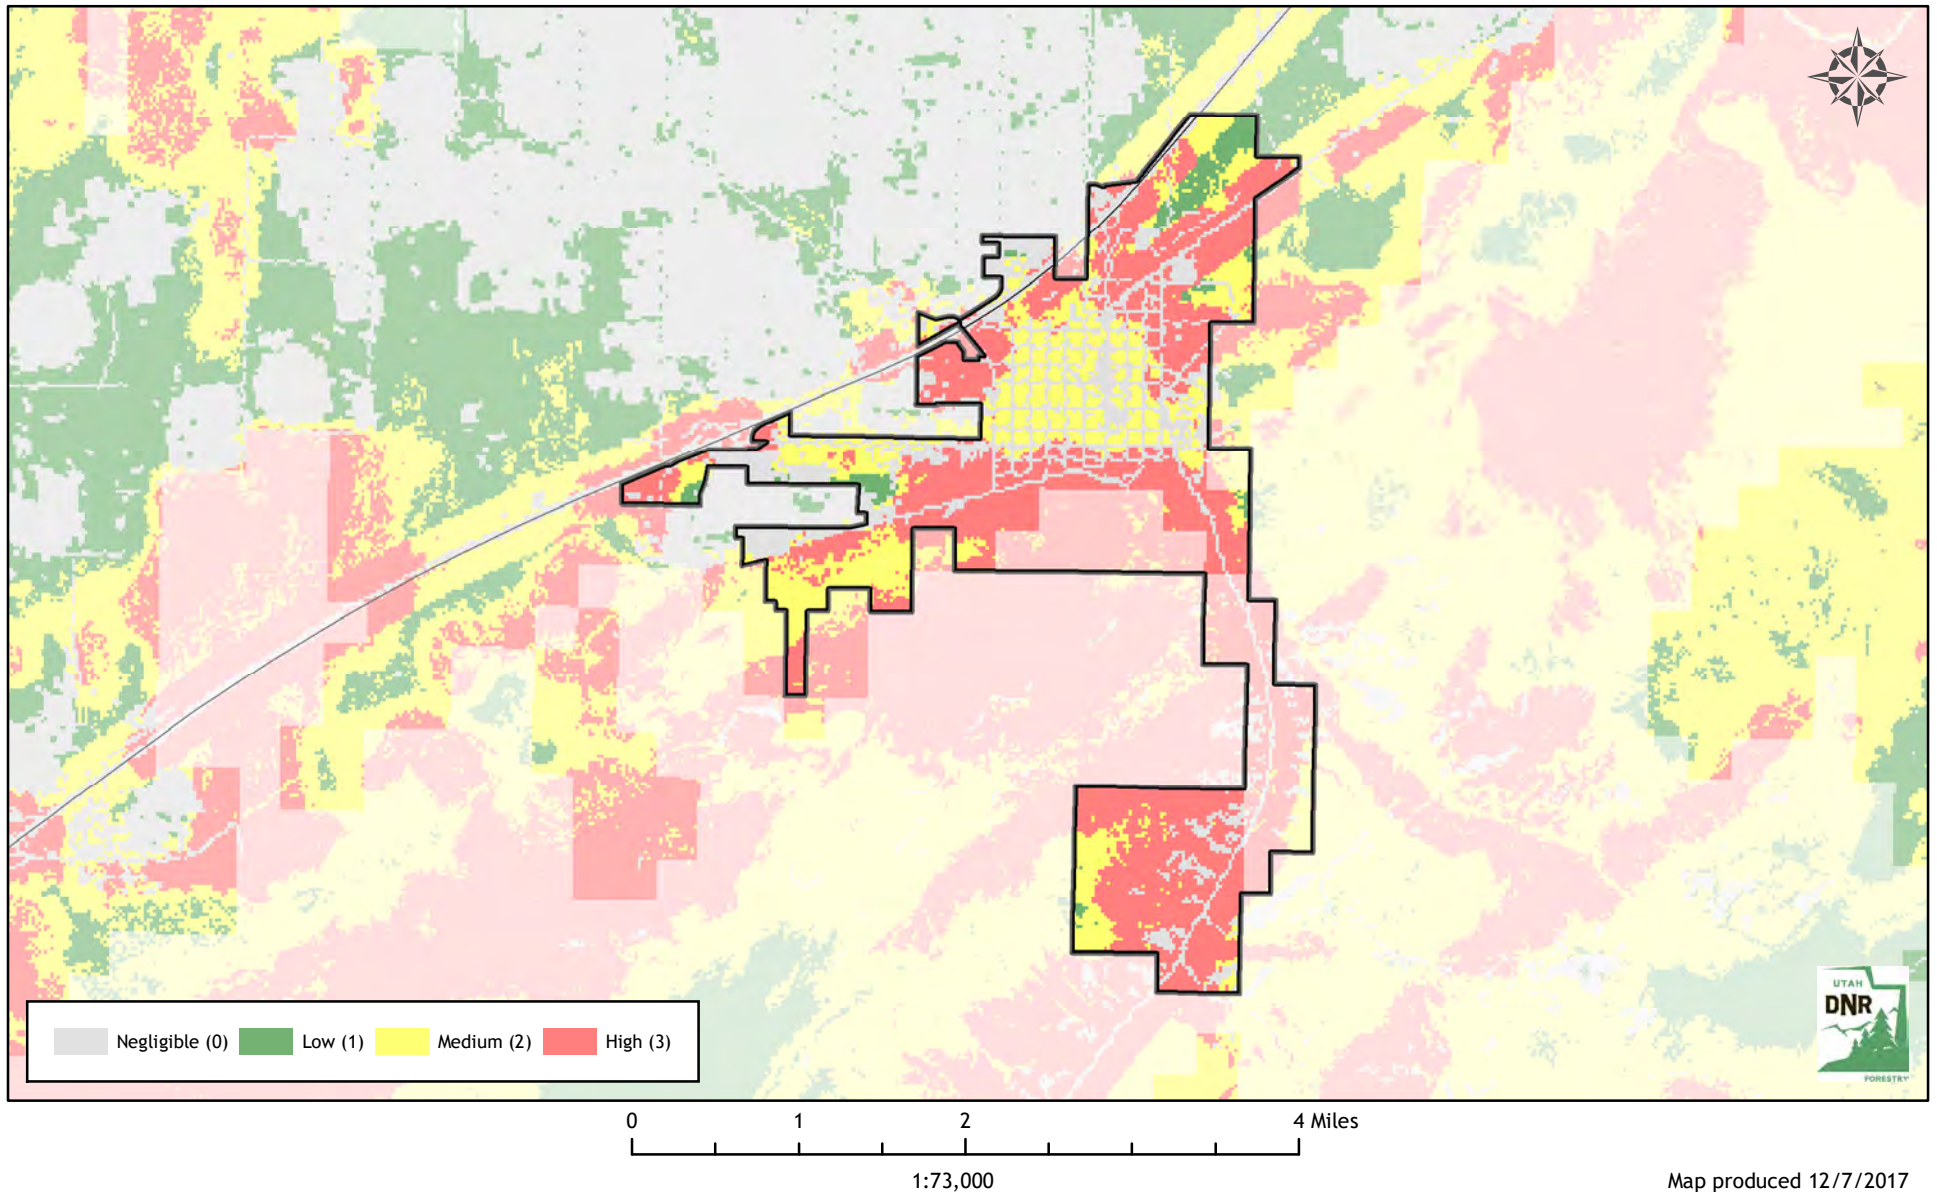 UTAH
DNR
FORESTRY
Negligible (0) Low (1) Medium (2) High (3)
0 1 2 4 Miles
1:73,000
Map produced 12/7/2017